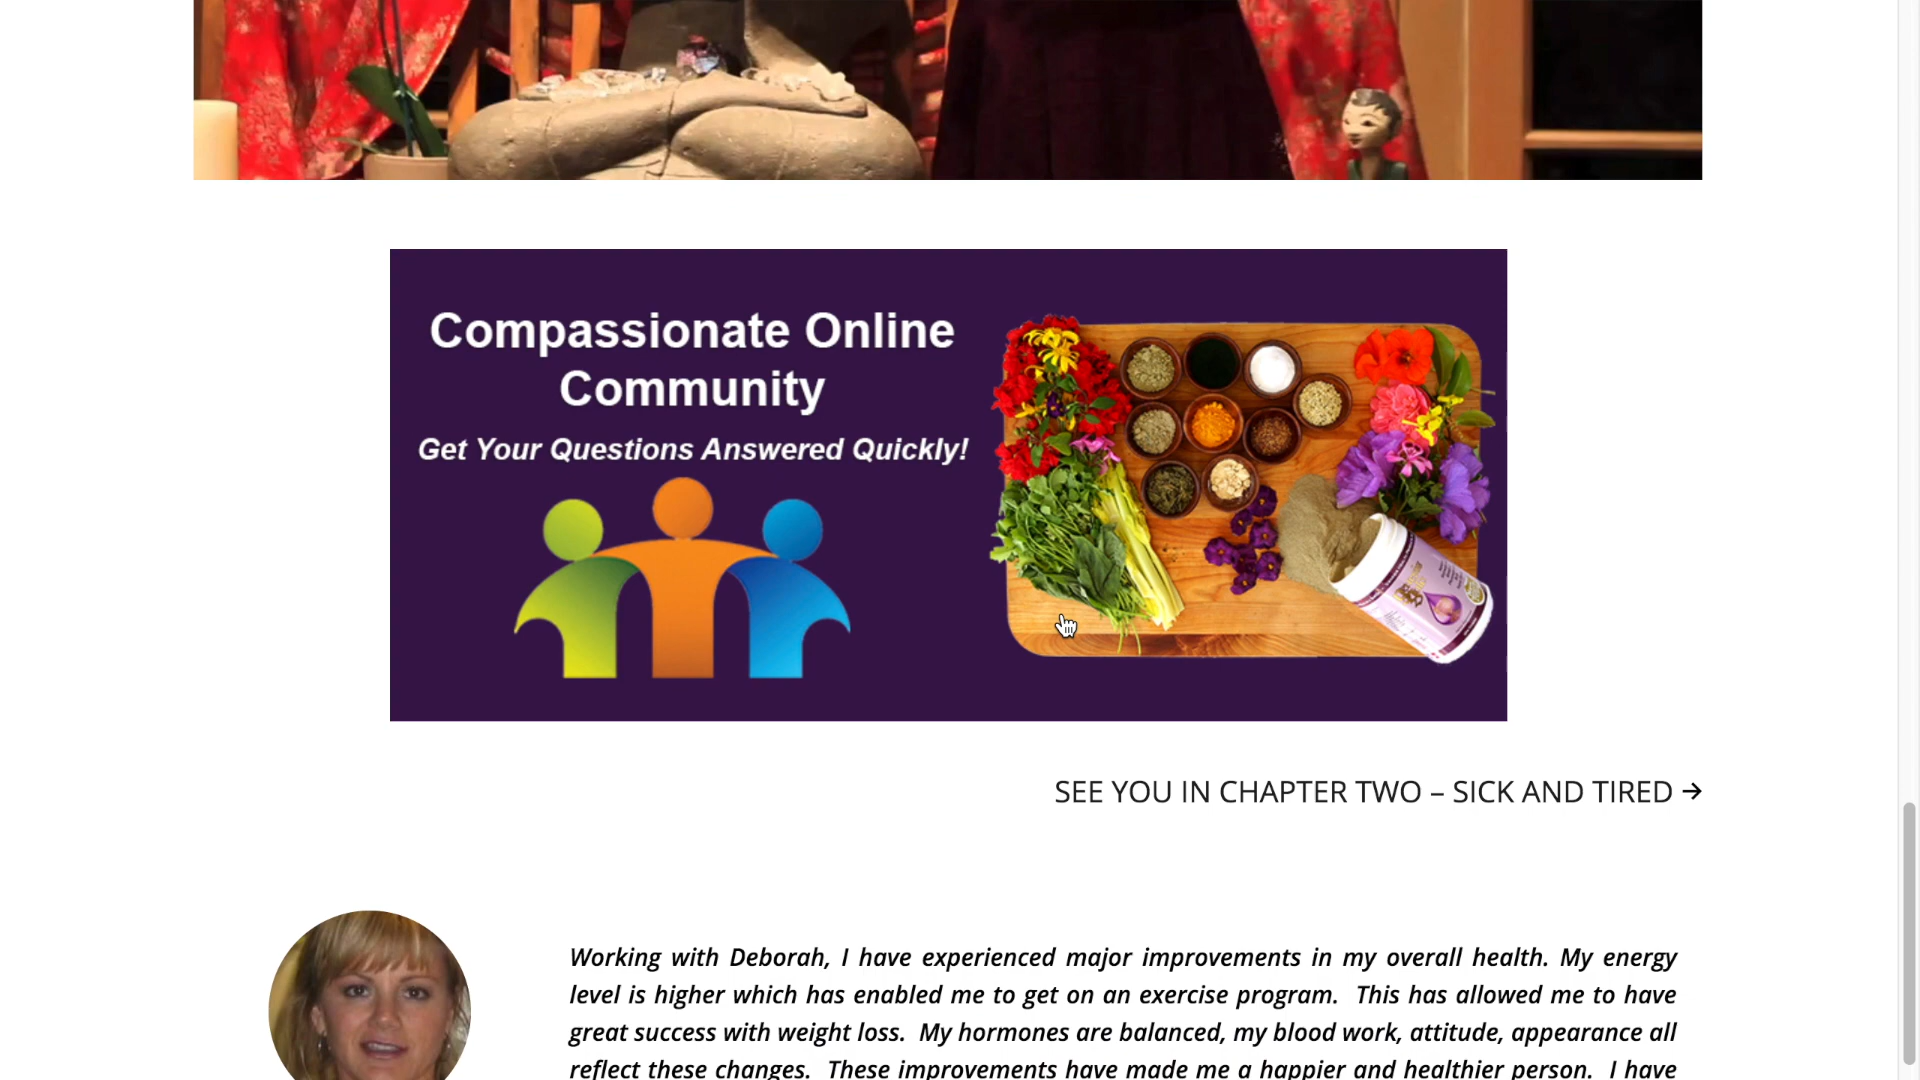 Compassionate Online
Community
Get Your Questions Answered Quickly!
SEE YOU IN CHAPTER TWO – SICK AND TIRED →
Working with Deborah, I have experienced major improvements in my overall health. My energy
level is higher which has enabled me to get on an exercise program. This has allowed me to have
great success with weight loss. My hormones are balanced, my blood work, attitude, appearance all
reflect these changes. These improvements have made me a happier and healthier person. I have